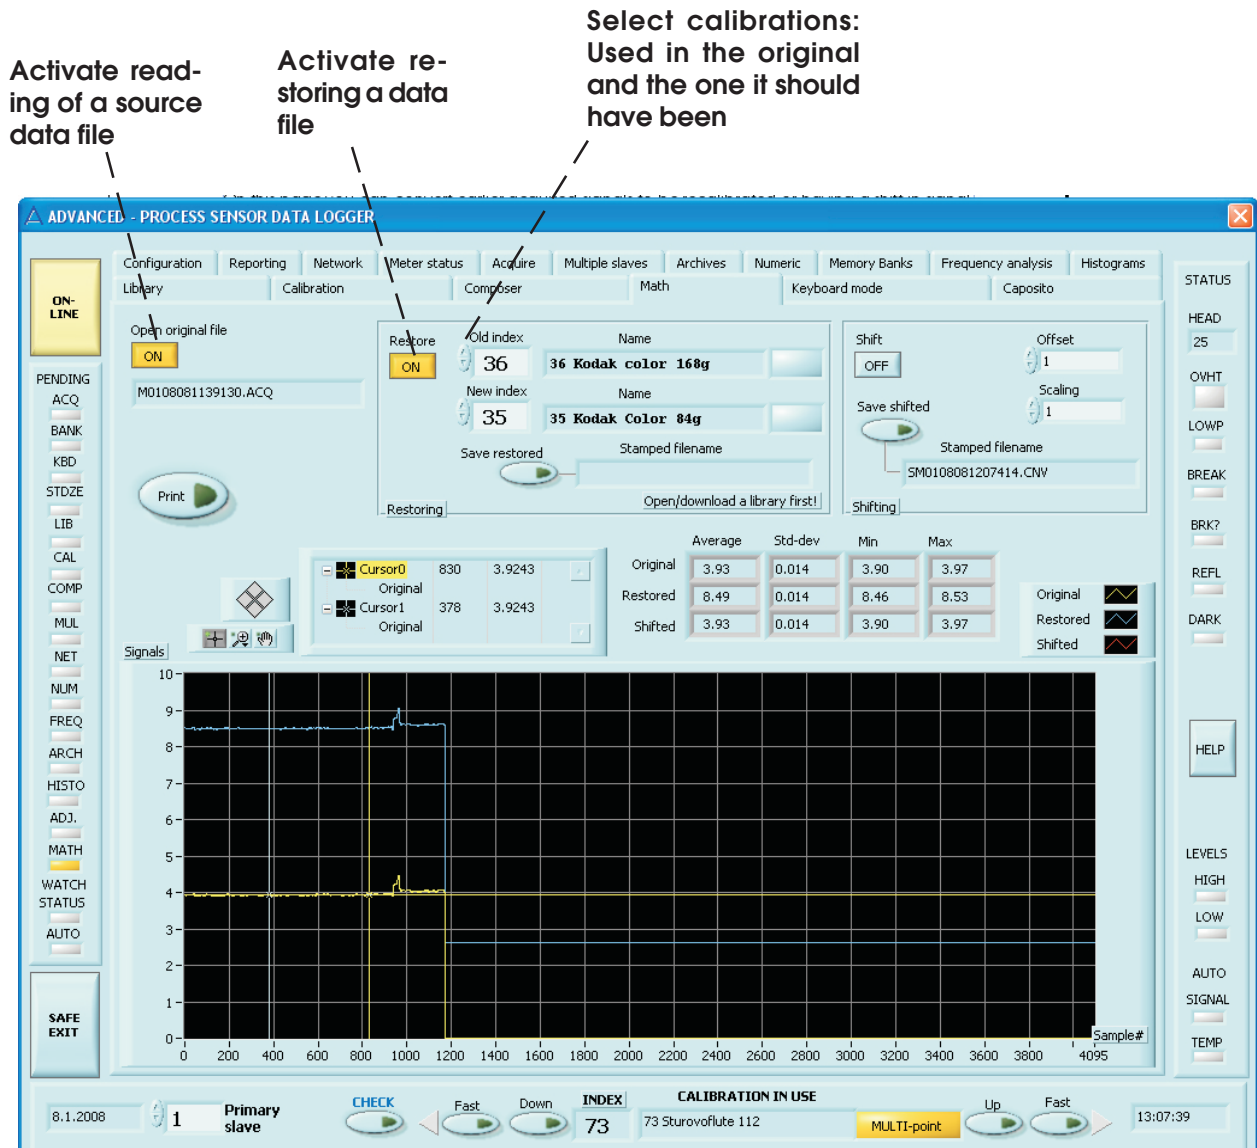 Select calibrations:
Used in the original
and the one it should
have been
Activate re-
storing a data
file
Activate read-
ing of a source
data file
ADVANCED - PROCESS SENSOR DATA LOGGER
Configuration Reporting Network Meter status Acquire Multiple slaves Archives Numeric Memory Banks Frequency analysis Histograms
Library Calibration Composer Math Keyboard mode Caposito
ON-
LINE
PENDING
ACQ
BANK
KBD
STDZE
LIB
CAL
COMP
MUL
NET
NUM
FREQ
ARCH
HISTO
ADJ.
MATH
WATCH
STATUS
AUTO
SAFE
EXIT
Open original file
ON
M0108081139130.ACQ
Print
Restore
ON
Old index
36
Name
36 Kodak color 168g
New index
35
Name
35 Kodak Color 84g
Save restored
Stamped filename
Open/download a library first!
Restoring
Shift
OFF
Offset
1
Scaling
1
Save shifted
Stamped filename
SM0108081207414.CNV
Shifting
Cursor0 830 3.9243
Original
Cursor1 378 3.9243
Original
Average Std-dev Min Max
Original 3.93 0.014 3.90 3.97
Restored 8.49 0.014 8.46 8.53
Shifted 3.93 0.014 3.90 3.97
Original
Restored
Shifted
Signals
10
9
8
7
6
5
4
3
2
1
0
0 200 400 600 800 1000 1200 1400 1600 1800 2000 2200 2400 2600 2800 3000 3200 3400 3600 3800 4095
Sample#
STATUS
HEAD
25
OVHT
LOWP
BREAK
BRK?
REFL
DARK
HELP
LEVELS
HIGH
LOW
AUTO
SIGNAL
TEMP
8.1.2008
1
Primary
slave
CHECK
Fast
Down
INDEX
73
CALIBRATION IN USE
73 Sturovoflute 112
MULTI-point
Up
Fast
13:07:39